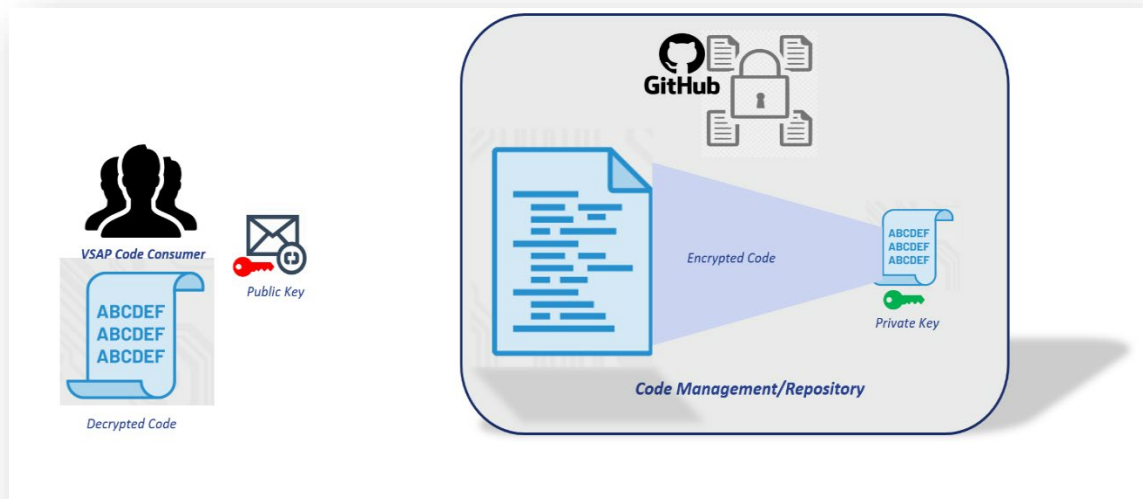 GitHub
VSAP Code Consumer
Public Key
ABCDEF
ABCDEF
ABCDEF
Decrypted Code
Encrypted Code
ABCDEF
ABCDEF
ABCDEF
Private Key
Code Management/Repository